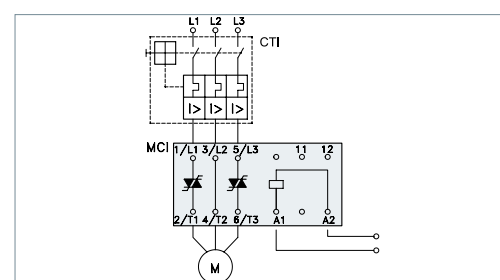 L1 L2 L3
CTI
I> I> I>
MCI 1/L1 3/L2 5/L3 11 12
2/T1 4/T2 6/T3 A1 A2
M